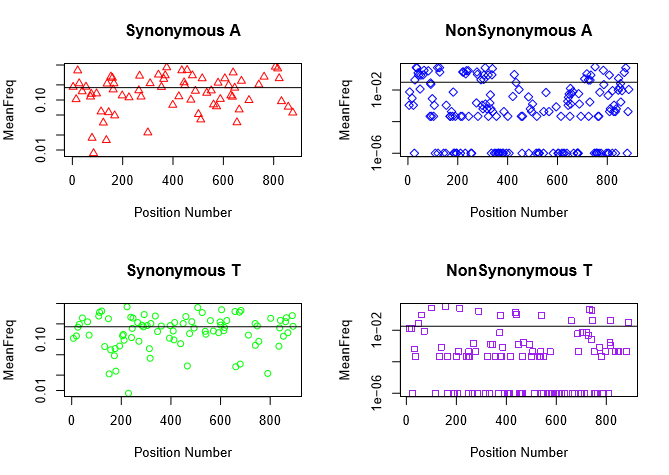 Synonymous A
MeanFreq
0.10
0.01
0 200 400 600 800
Position Number
NonSynonymous A
MeanFreq
1e-02
1e-06
0 200 400 600 800
Position Number
Synonymous T
MeanFreq
0.10
0.01
0 200 400 600 800
Position Number
NonSynonymous T
MeanFreq
1e-02
1e-06
0 200 400 600 800
Position Number